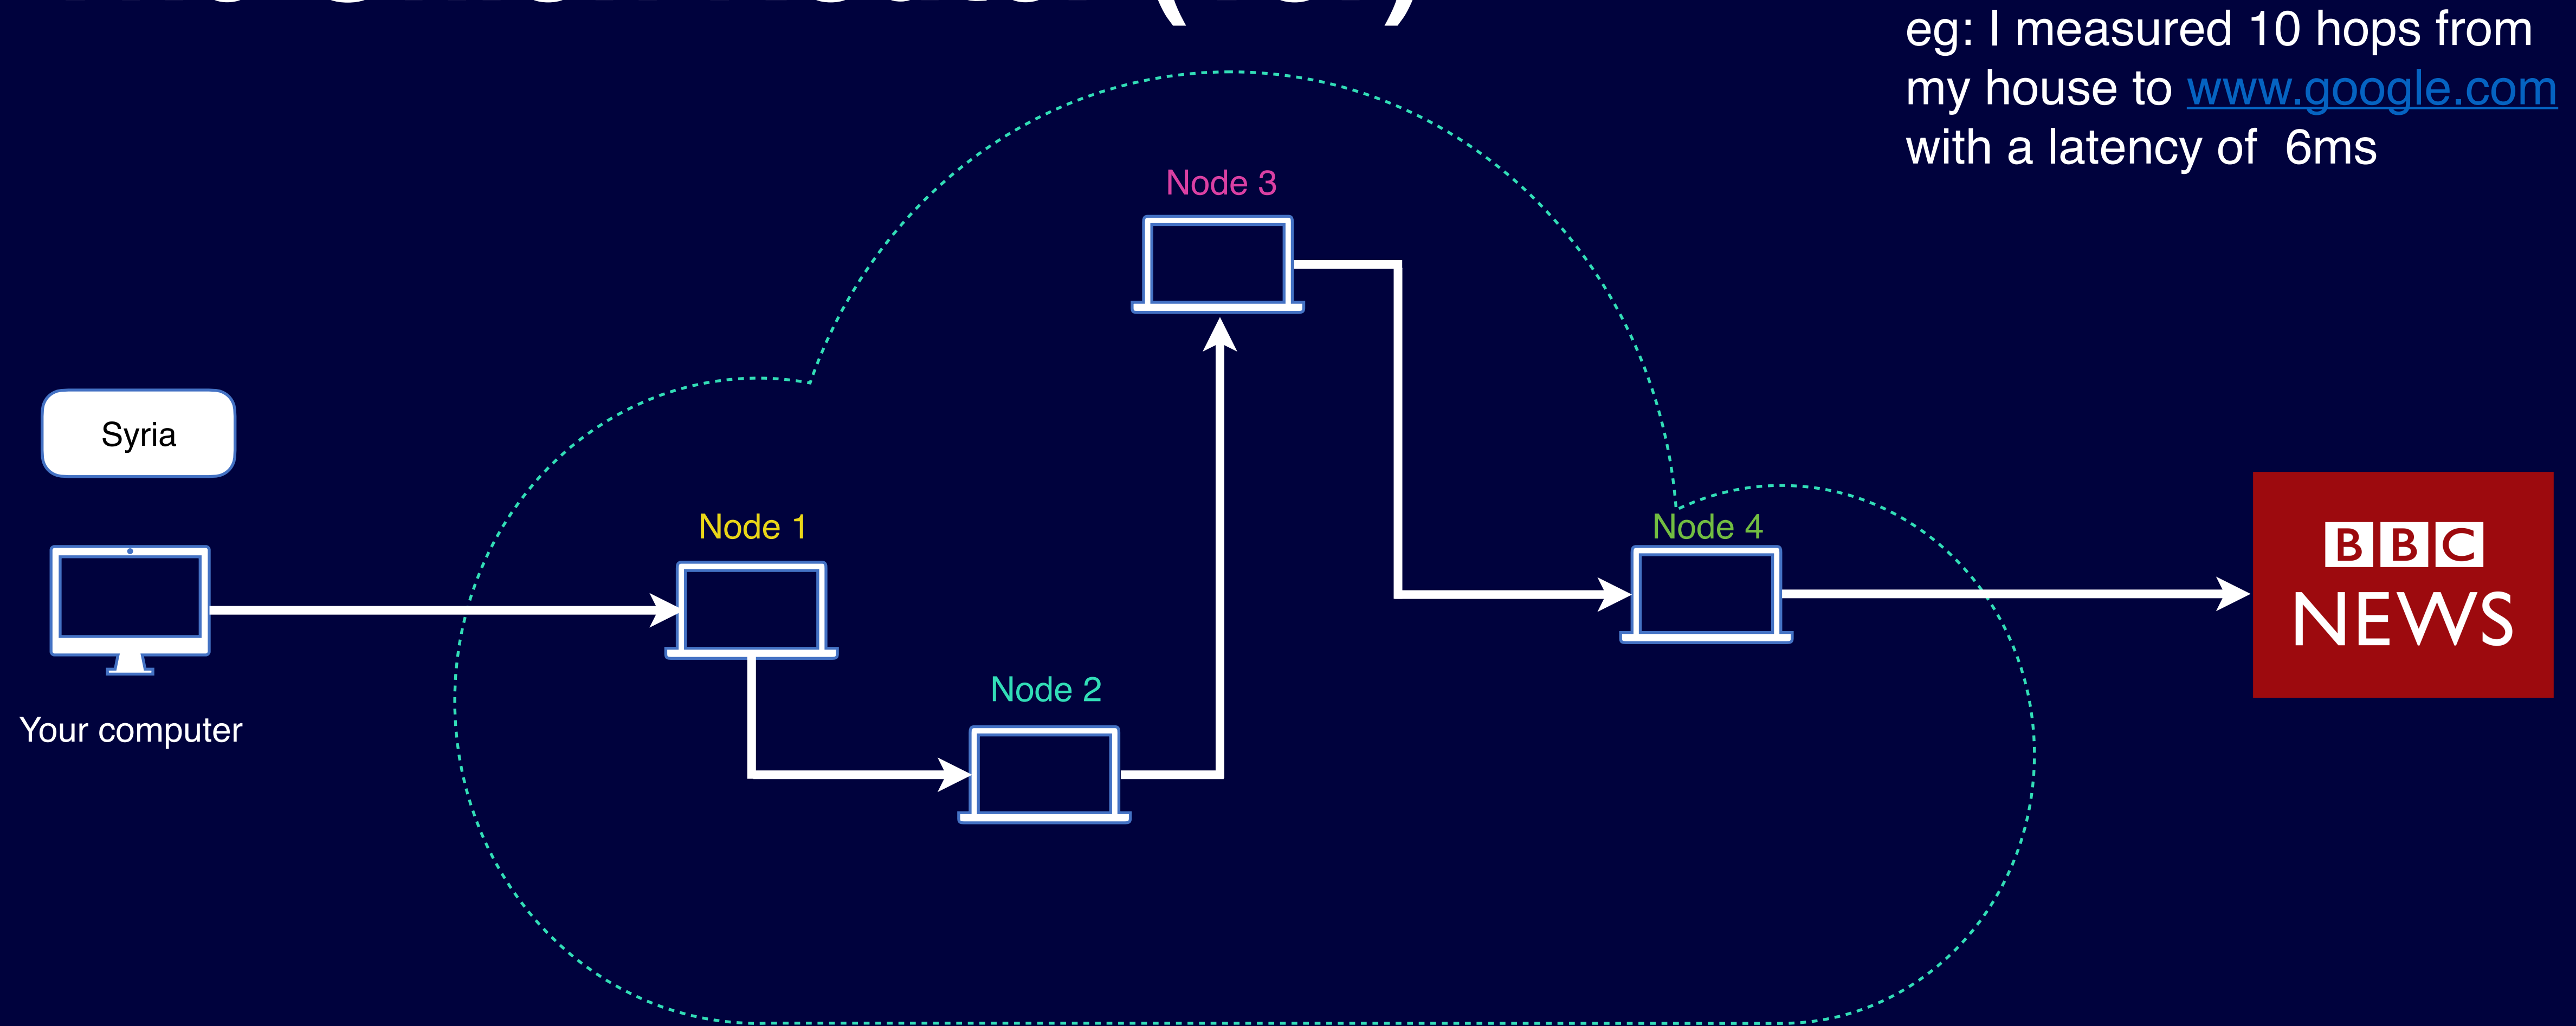 eg: I measured 10 hops from
my house to www.google.com
with a latency of 6ms
Node 3
Syria
Node 1
Node 4
BBC
NEWS
Node 2
Your computer